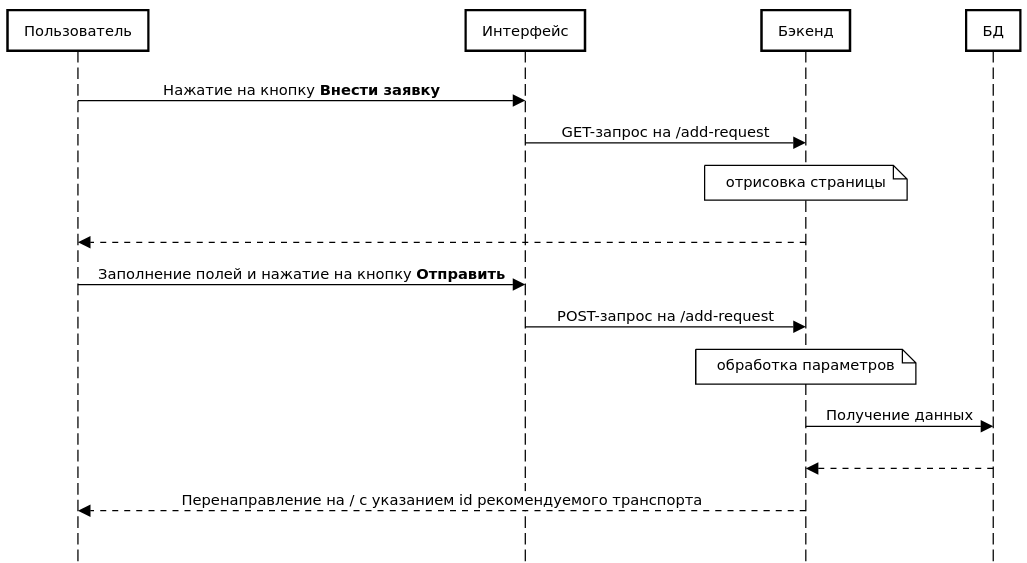 Пользователь
Интерфейс
Бэкенд
БД
Нажатие на кнопку Внести заявку
GET-запрос на /add-request
отрисовка страницы
Заполнение полей и нажатие на кнопку Отправить
POST-запрос на /add-request
обработка параметров
Получение данных
Перенаправление на / с указанием id рекомендуемого транспорта